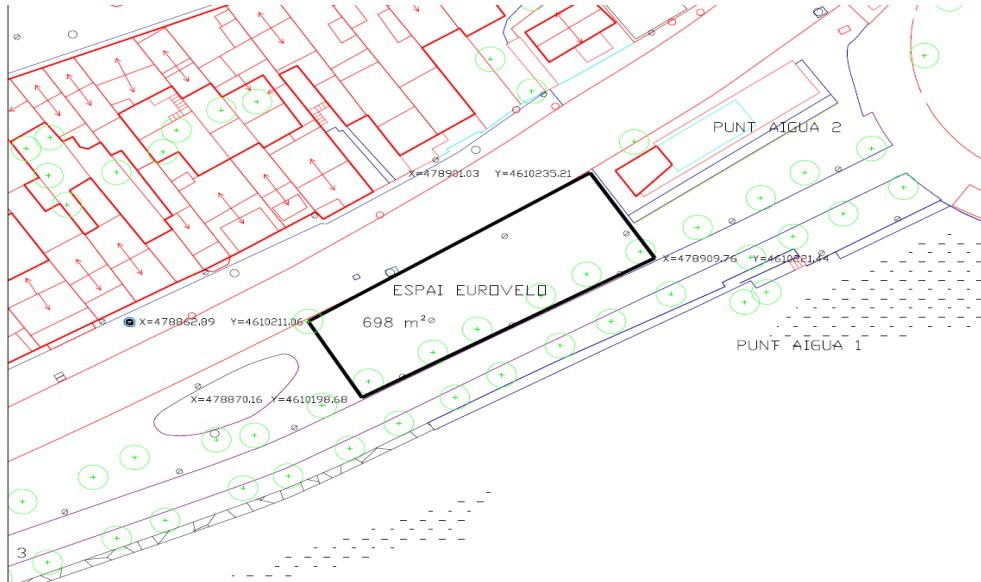 PUNT AIGUA 2
X=478901.03 Y=4610235.21
X=478909.76 Y=4610221.44
ESPAI EUROVELO
X=478862.89 Y=4610211.06
698 m²
PUNT AIGUA 1
X=478870.16 Y=4610198.68
3